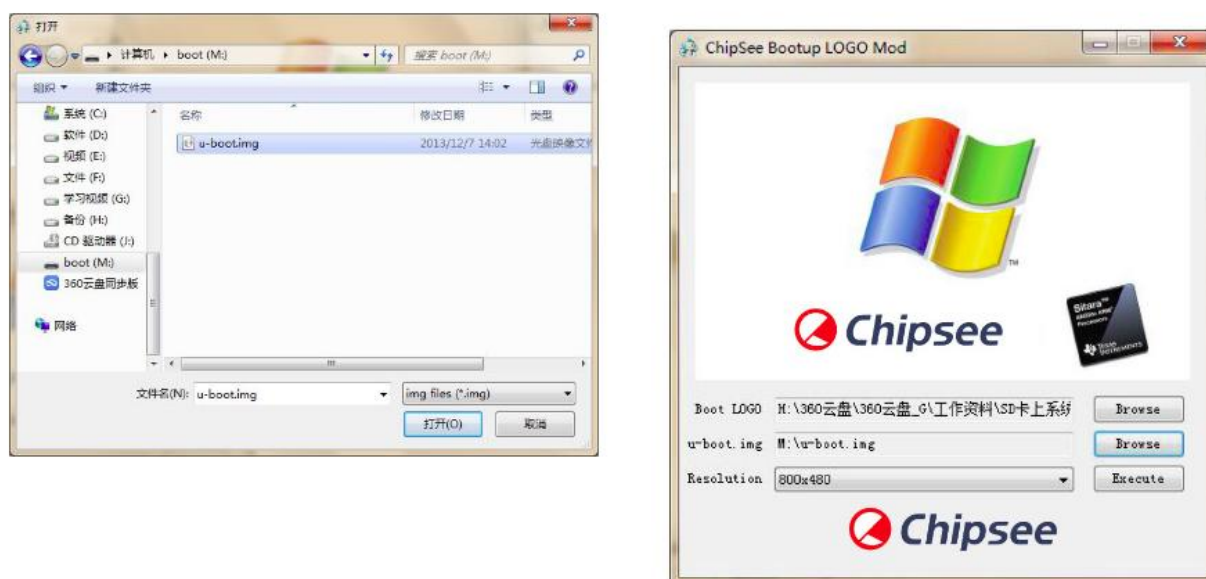 打开
计算机 ▸ boot (M:)
搜索 boot (M:)
组织 新建文件夹
名称 修改日期 类型
系统 (C:)
软件 (D:)
视频 (E:)
文件 (F:)
学习视频 (G:)
备份 (H:)
CD 驱动器 (J:)
boot (M:)
360云盘同步版
网络
u-boot.img 2013/12/7 14:02 光盘映像文件
文件名(N): u-boot.img img files (*.img)
打开(O) 取消
ChipSee Bootup LOGO Mod
TM
Chipsee
Sitara™
Processors
Texas
Instruments
Boot LOGO M:\360云盘\360云盘_G\工作资料\SD卡上系统 Browse
u-boot.img M:\u-boot.img Browse
Resolution 800x480 Execute
Chipsee